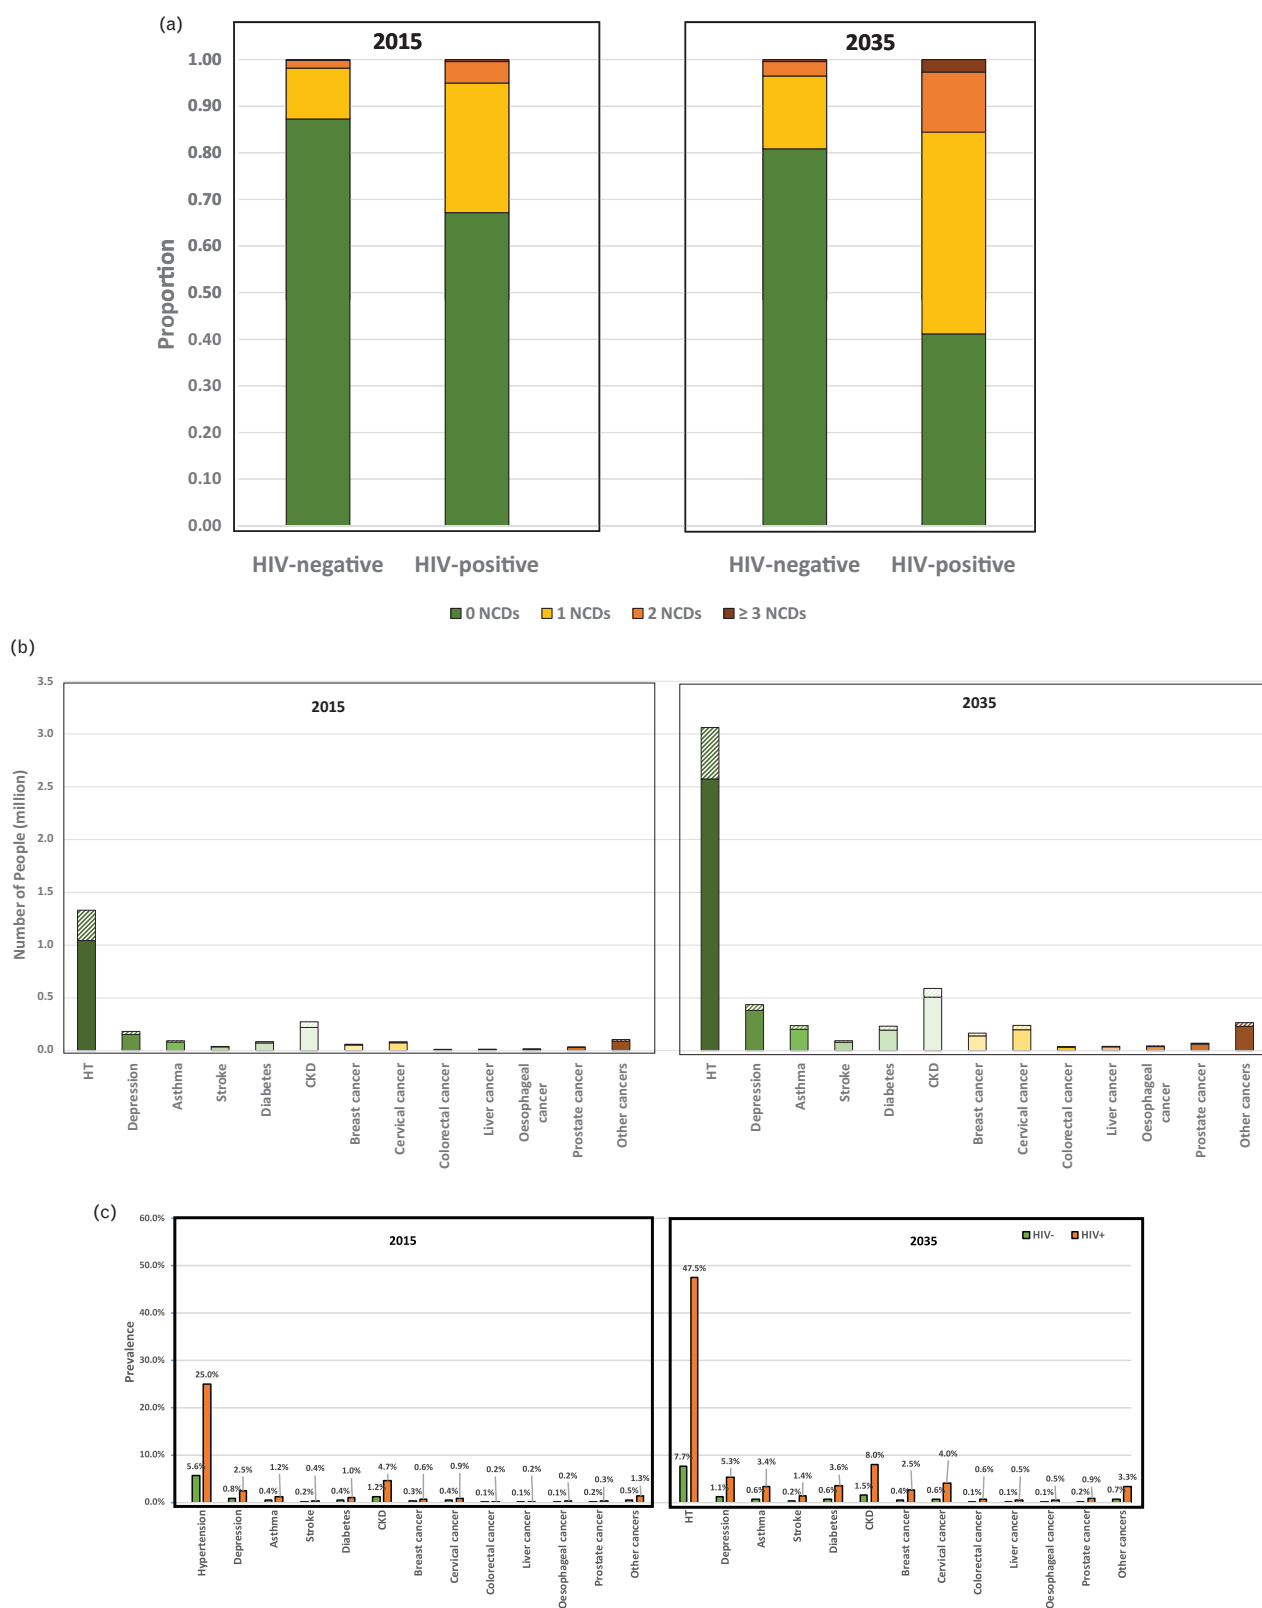 (a)
2015
2035
1.00
0.90
0.80
0.70
0.60
0.50
0.40
0.30
0.20
0.10
0.00
Proportion
HIV-negative
HIV-positive
HIV-negative
HIV-positive
0 NCDs
1 NCDs
2 NCDs
≥ 3 NCDs
(b)
3.5
3.0
2.5
2.0
1.5
1.0
0.5
0.0
Number of People (million)
2015
2035
HT
Depression
Asthma
Stroke
Diabetes
CKD
Breast cancer
Cervical cancer
Colorectal cancer
Liver cancer
Oesophageal
cancer
Prostate cancer
Other cancers
HT
Depression
Asthma
Stroke
Diabetes
CKD
Breast cancer
Cervical cancer
Colorectal cancer
Liver cancer
Oesophageal
cancer
Prostate cancer
Other cancers
(c)
60.0%
50.0%
40.0%
30.0%
20.0%
10.0%
0.0%
Prevalence
2015
5.6%
25.0%
0.8%
2.5%
0.4%
1.2%
0.2%
0.4%
0.4%
1.0%
1.2%
4.7%
0.3%
0.6%
0.4%
0.9%
0.1%
0.2%
0.1%
0.2%
0.1%
0.2%
0.2%
0.3%
0.5%
1.3%
Hypertension
Depression
Asthma
Stroke
Diabetes
CKD
Breast cancer
Cervical cancer
Colorectal cancer
Liver cancer
Oesophageal cancer
Prostate cancer
Other cancers
2035
HIV-
HIV+
7.7%
47.5%
1.1%
5.3%
0.6%
3.4%
0.2%
1.4%
0.6%
3.6%
1.5%
8.0%
0.4%
2.5%
0.6%
4.0%
0.1%
0.6%
0.1%
0.5%
0.1%
0.5%
0.2%
0.9%
0.7%
3.3%
HT
Depression
Asthma
Stroke
Diabetes
CKD
Breast cancer
Cervical cancer
Colorectal cancer
Liver cancer
Oesophageal cancer
Prostate cancer
Other cancers